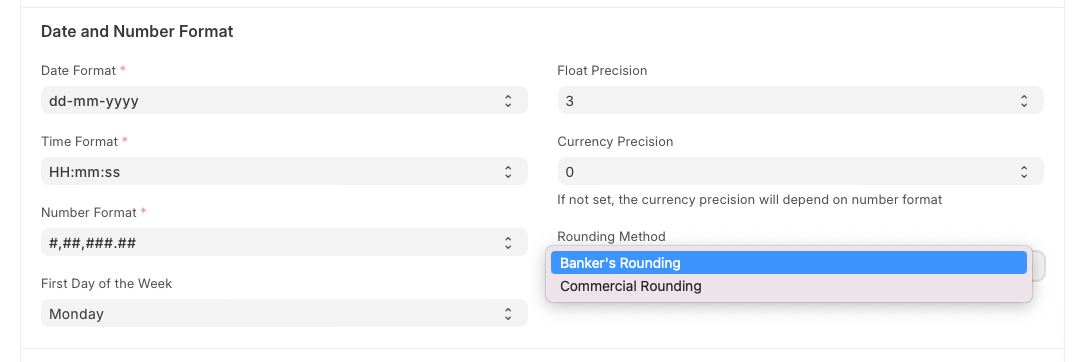 Date and Number Format
Date Format *
dd-mm-yyyy
Time Format *
HH:mm:ss
Number Format *
#,##,###.##
First Day of the Week
Monday
Float Precision
3
Currency Precision
0
If not set, the currency precision will depend on number format
Rounding Method
Banker's Rounding
Commercial Rounding